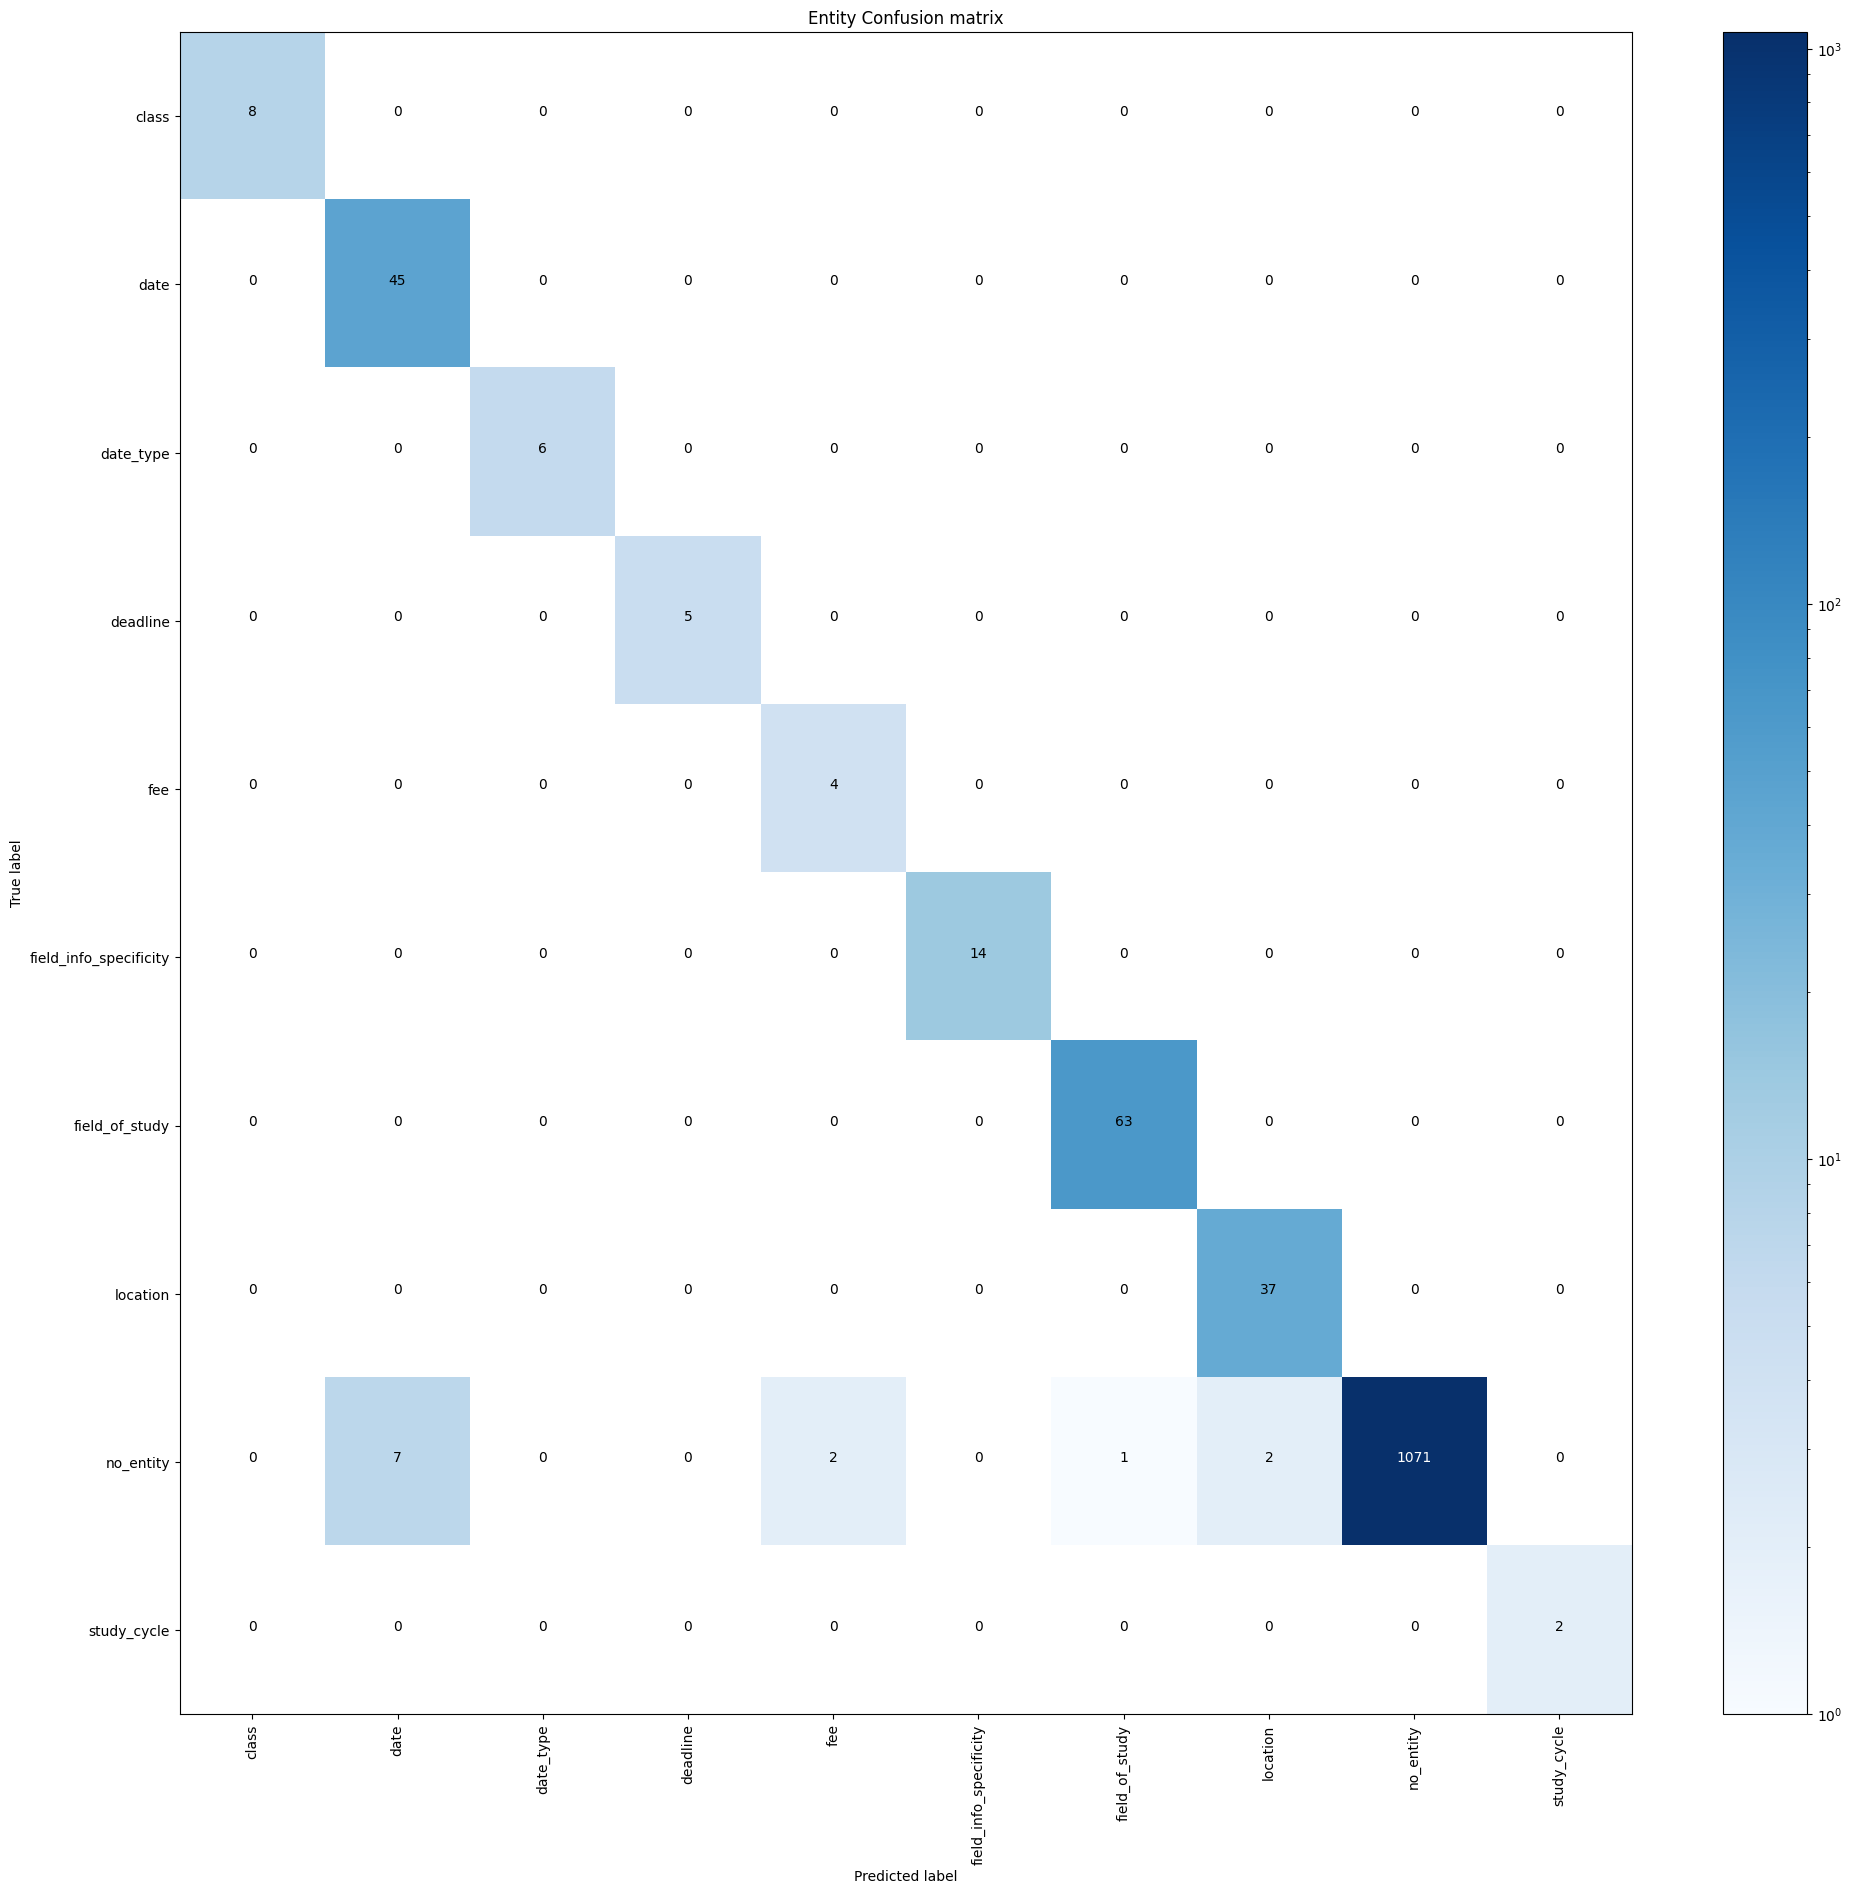 Entity Confusion matrix
class 8 0 0 0 0 0 0 0 0 0
date 0 45 0 0 0 0 0 0 0 0
date_type 0 0 6 0 0 0 0 0 0 0
deadline 0 0 0 5 0 0 0 0 0 0
fee 0 0 0 0 4 0 0 0 0 0
field_info_specificity 0 0 0 0 0 14 0 0 0 0
field_of_study 0 0 0 0 0 0 63 0 0 0
location 0 0 0 0 0 0 0 37 0 0
no_entity 0 7 0 0 2 0 1 2 1071 0
study_cycle 0 0 0 0 0 0 0 0 0 2
True label
class
date
date_type
deadline
fee
field_info_specificity
field_of_study
location
no_entity
study_cycle
Predicted label
10³
10²
10¹
10⁰